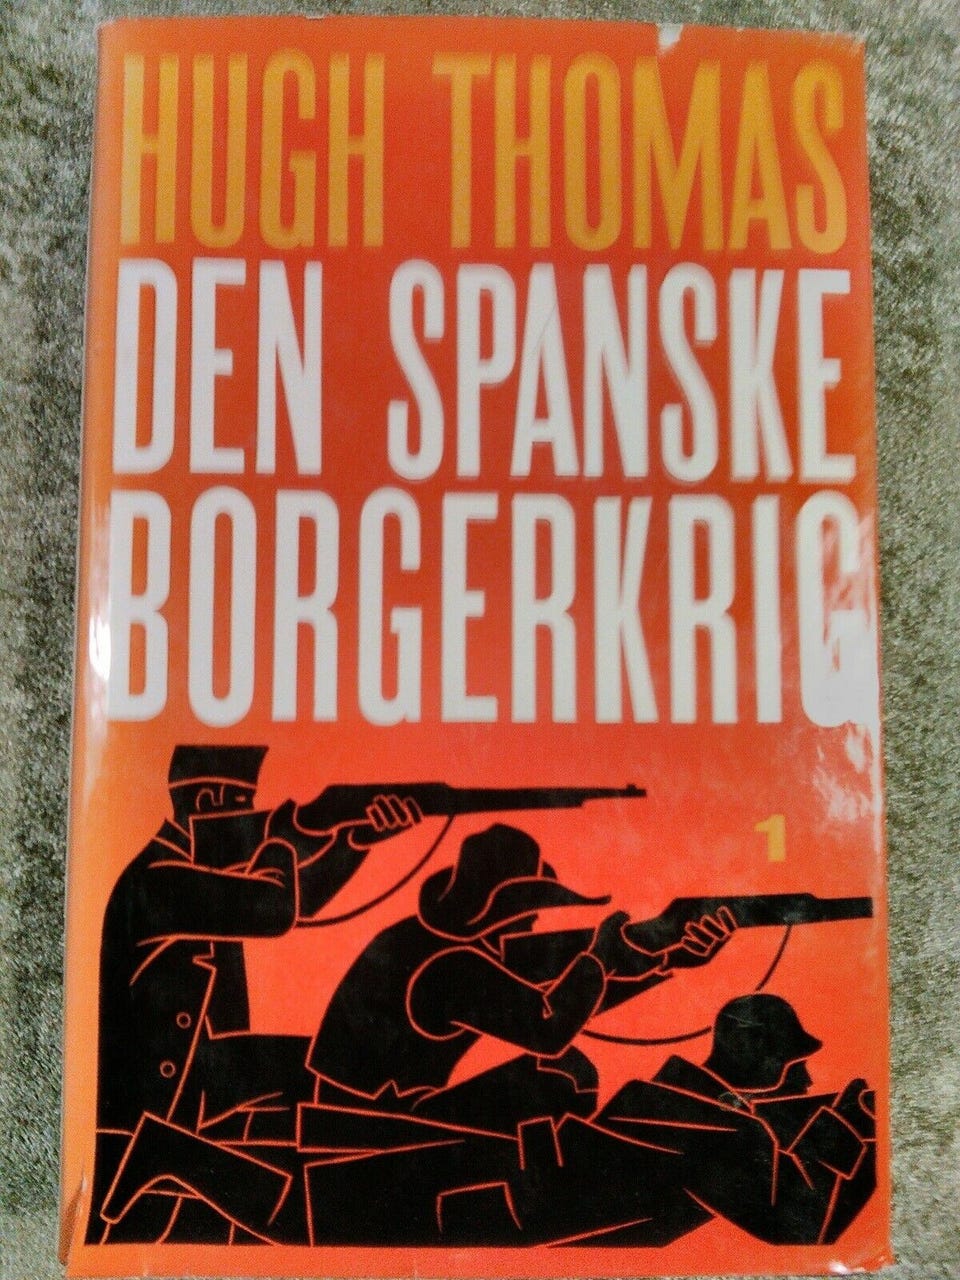 HUGH THOMAS
DEN SPANSKE
BORGERKRIG
1